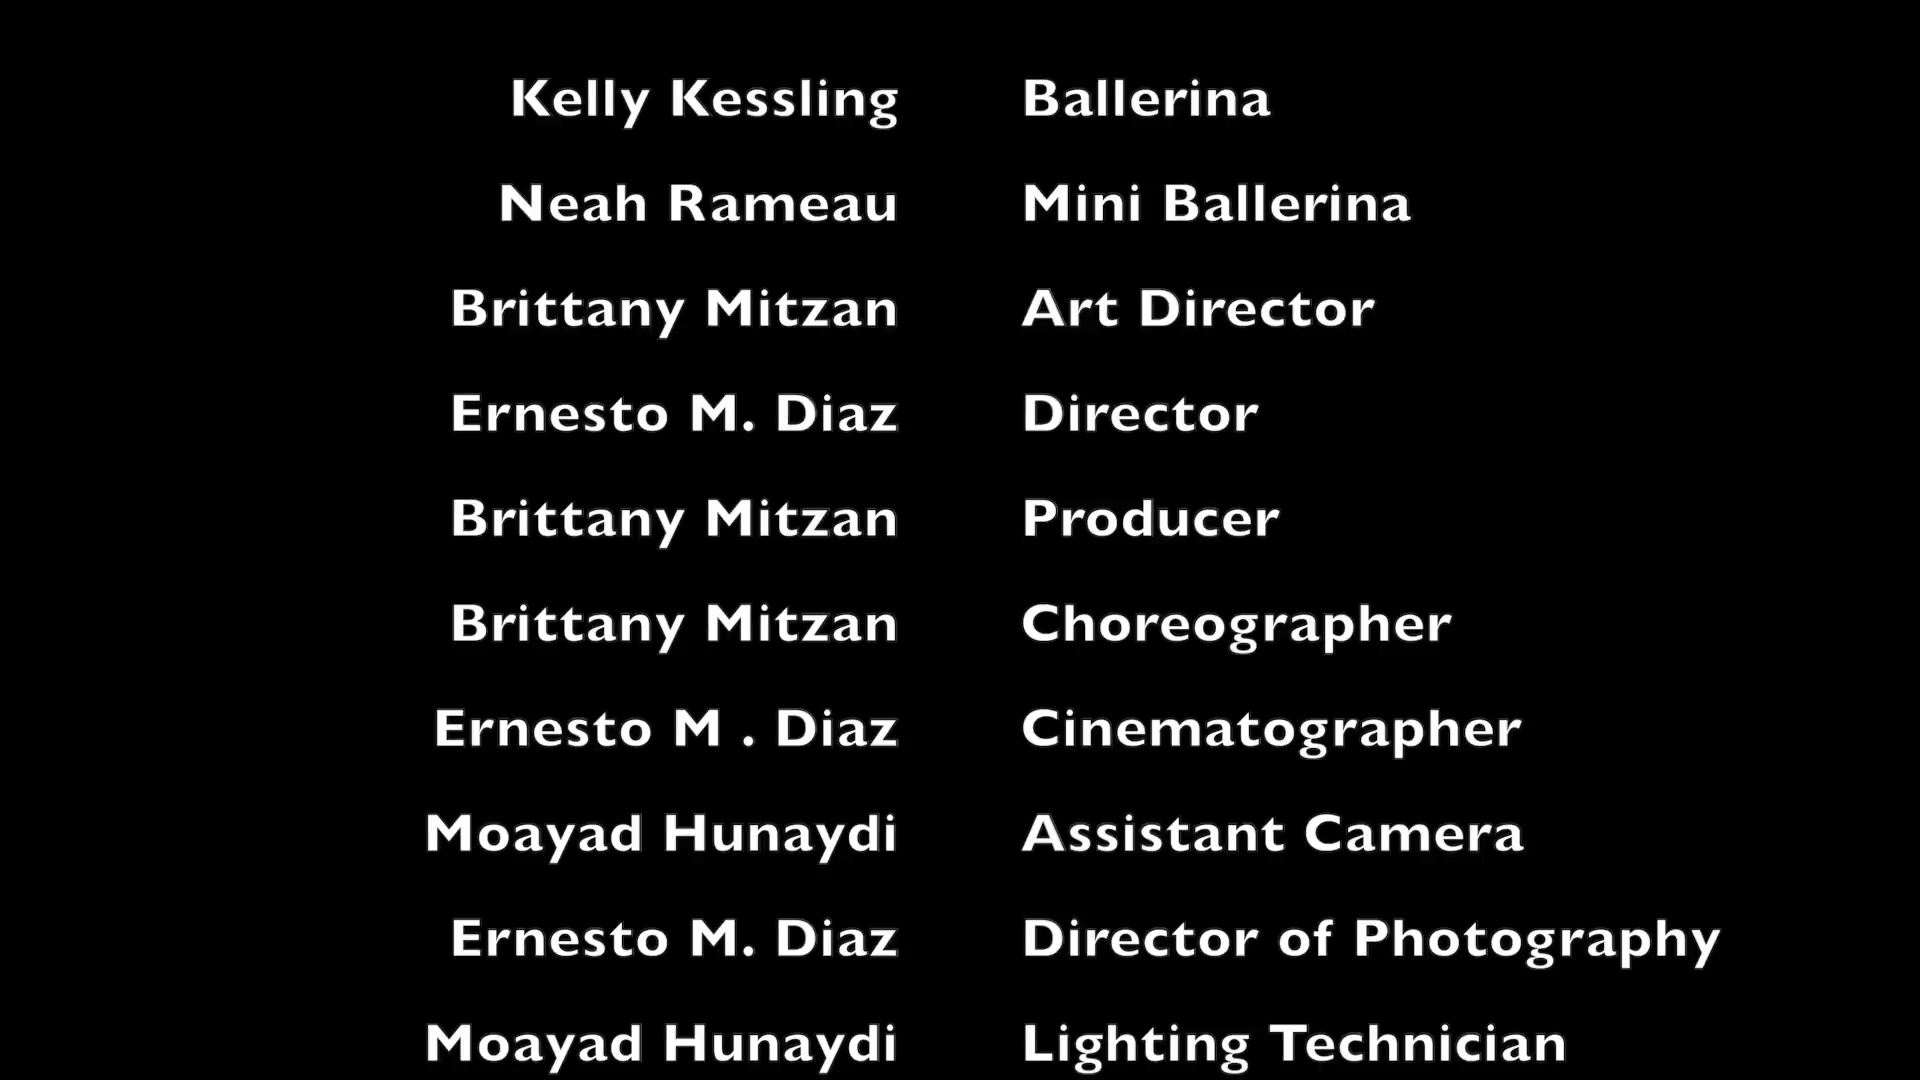 Kelly Kessling Ballerina
Neah Rameau Mini Ballerina
Brittany Mitzan Art Director
Ernesto M. Diaz Director
Brittany Mitzan Producer
Brittany Mitzan Choreographer
Ernesto M . Diaz Cinematographer
Moayad Hunaydi Assistant Camera
Ernesto M. Diaz Director of Photography
Moayad Hunaydi Lighting Technician